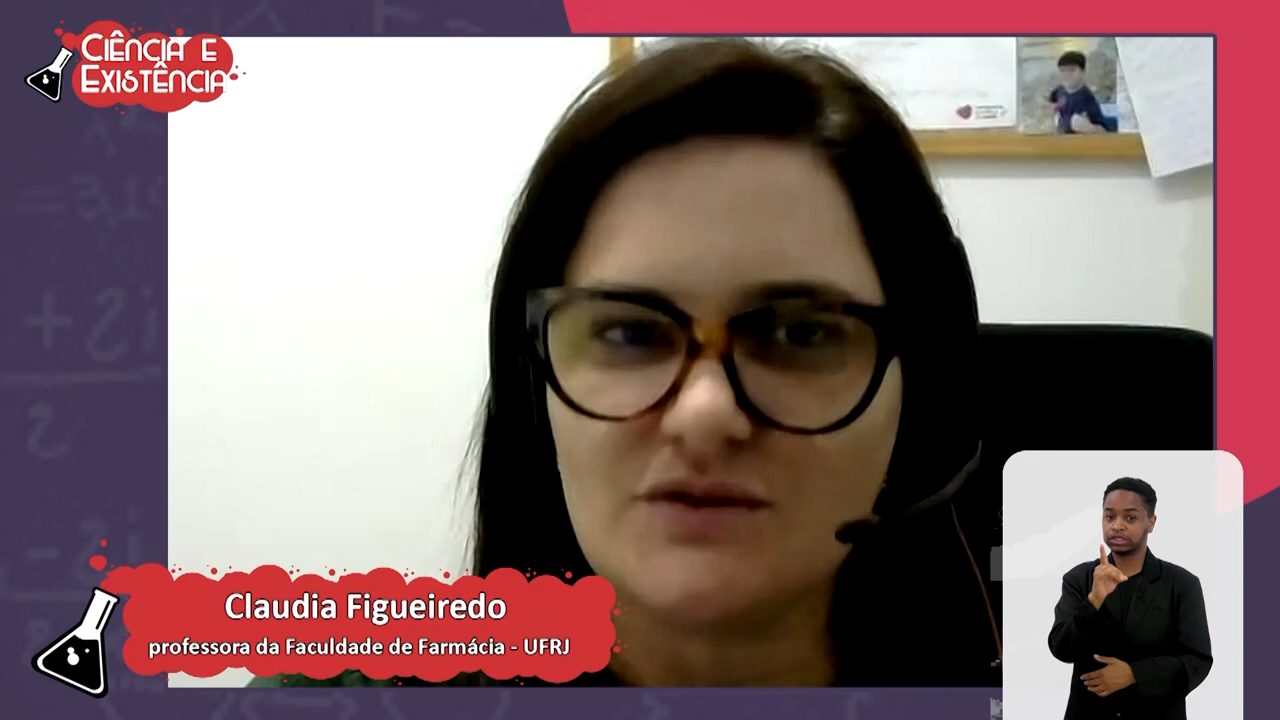 CIÊNCIA E
EXISTÊNCIA
Claudia Figueiredo
professora da Faculdade de Farmácia - UFRJ